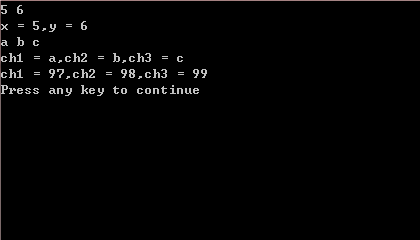 5 6
x = 5,y = 6
a b c
ch1 = a,ch2 = b,ch3 = c
ch1 = 97,ch2 = 98,ch3 = 99
Press any key to continue